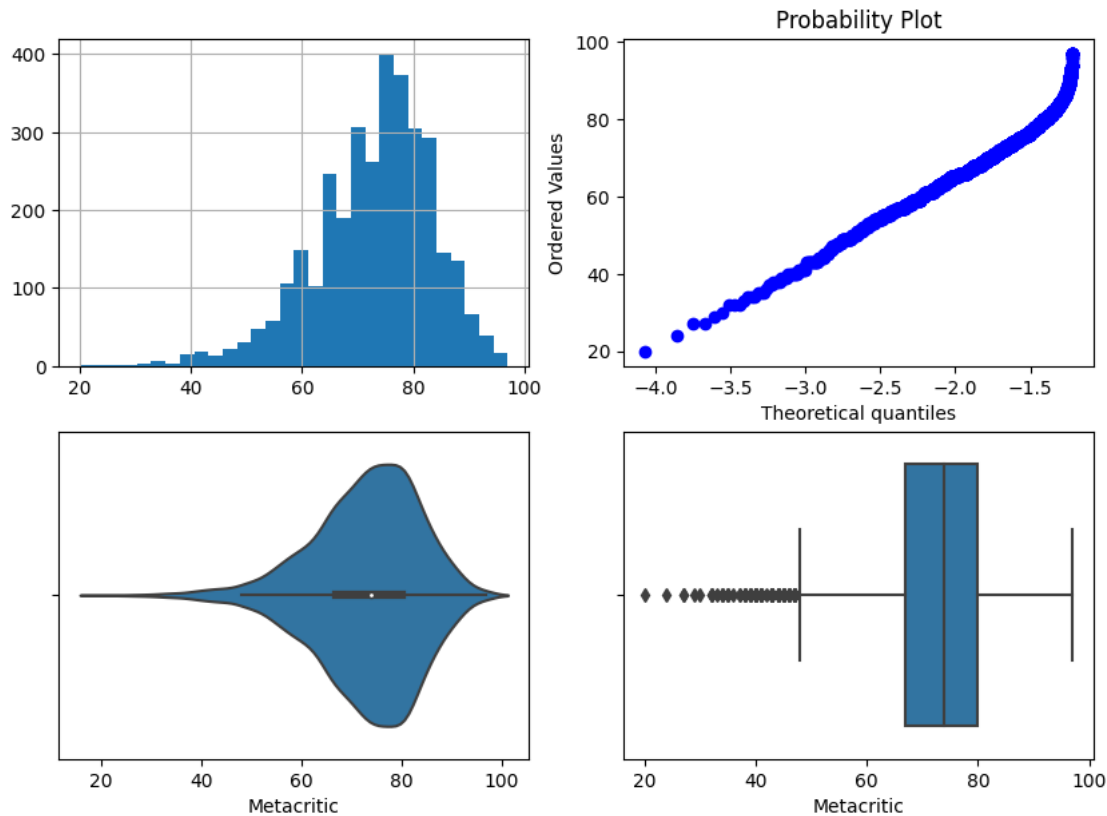 400
300
200
100
0
20 40 60 80 100
Probability Plot
Ordered Values
100
80
60
40
20
−4.0 −3.5 −3.0 −2.5 −2.0 −1.5
Theoretical quantiles
20 40 60 80 100
Metacritic
20 40 60 80 100
Metacritic